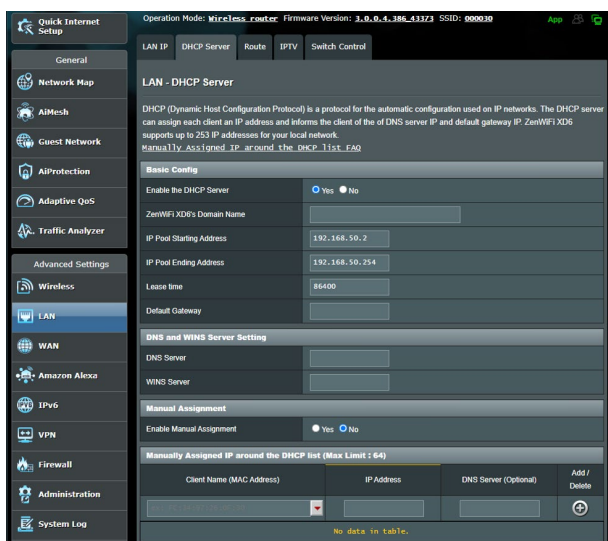 Quick Internet
Setup
General
Network Map
AiMesh
Guest Network
AiProtection
Adaptive QoS
Traffic Analyzer
Advanced Settings
Wireless
LAN
WAN
Amazon Alexa
IPv6
VPN
Firewall
Administration
System Log
Operation Mode: Wireless router Firmware Version: 3.0.0.4.386_43373 SSID: 000030
App
LAN IP DHCP Server Route IPTV Switch Control
LAN - DHCP Server
DHCP (Dynamic Host Configuration Protocol) is a protocol for the automatic configuration used on IP networks. The DHCP server
can assign each client an IP address and informs the client of the of DNS server IP and default gateway IP. ZenWiFi XD6
supports up to 253 IP addresses for your local network.
Manually Assigned IP around the DHCP list FAQ
Basic Config
Enable the DHCP Server Yes No
ZenWiFi XD6's Domain Name
IP Pool Starting Address 192.168.50.2
IP Pool Ending Address 192.168.50.254
Lease time 86400
Default Gateway
DNS and WINS Server Setting
DNS Server
WINS Server
Manual Assignment
Enable Manual Assignment Yes No
Manually Assigned IP around the DHCP list (Max Limit : 64)
Client Name (MAC Address) IP Address DNS Server (Optional) Add /
Delete
No data in table.